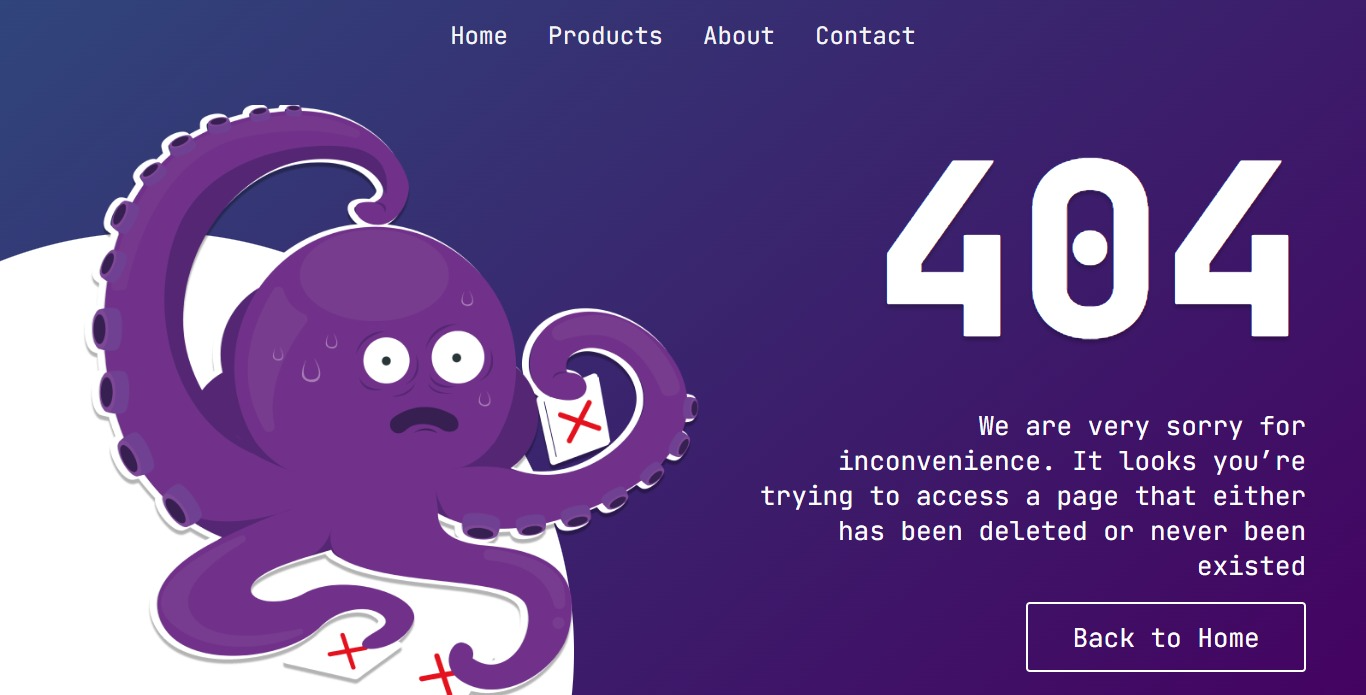 Home Products About Contact
404
We are very sorry for
inconvenience. It looks you’re
trying to access a page that either
has been deleted or never been
existed
Back to Home